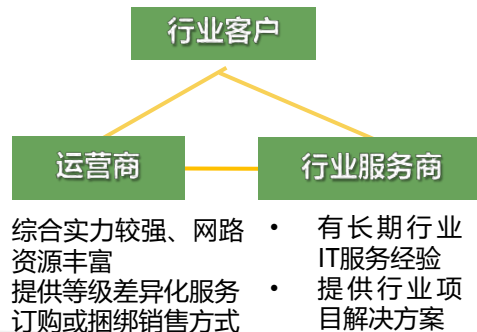 行业客户
运营商
行业服务商
综合实力较强、网路
资源丰富
提供等级差异化服务
订购或捆绑销售方式
• 有长期行业
IT服务经验
• 提供行业项
目解决方案